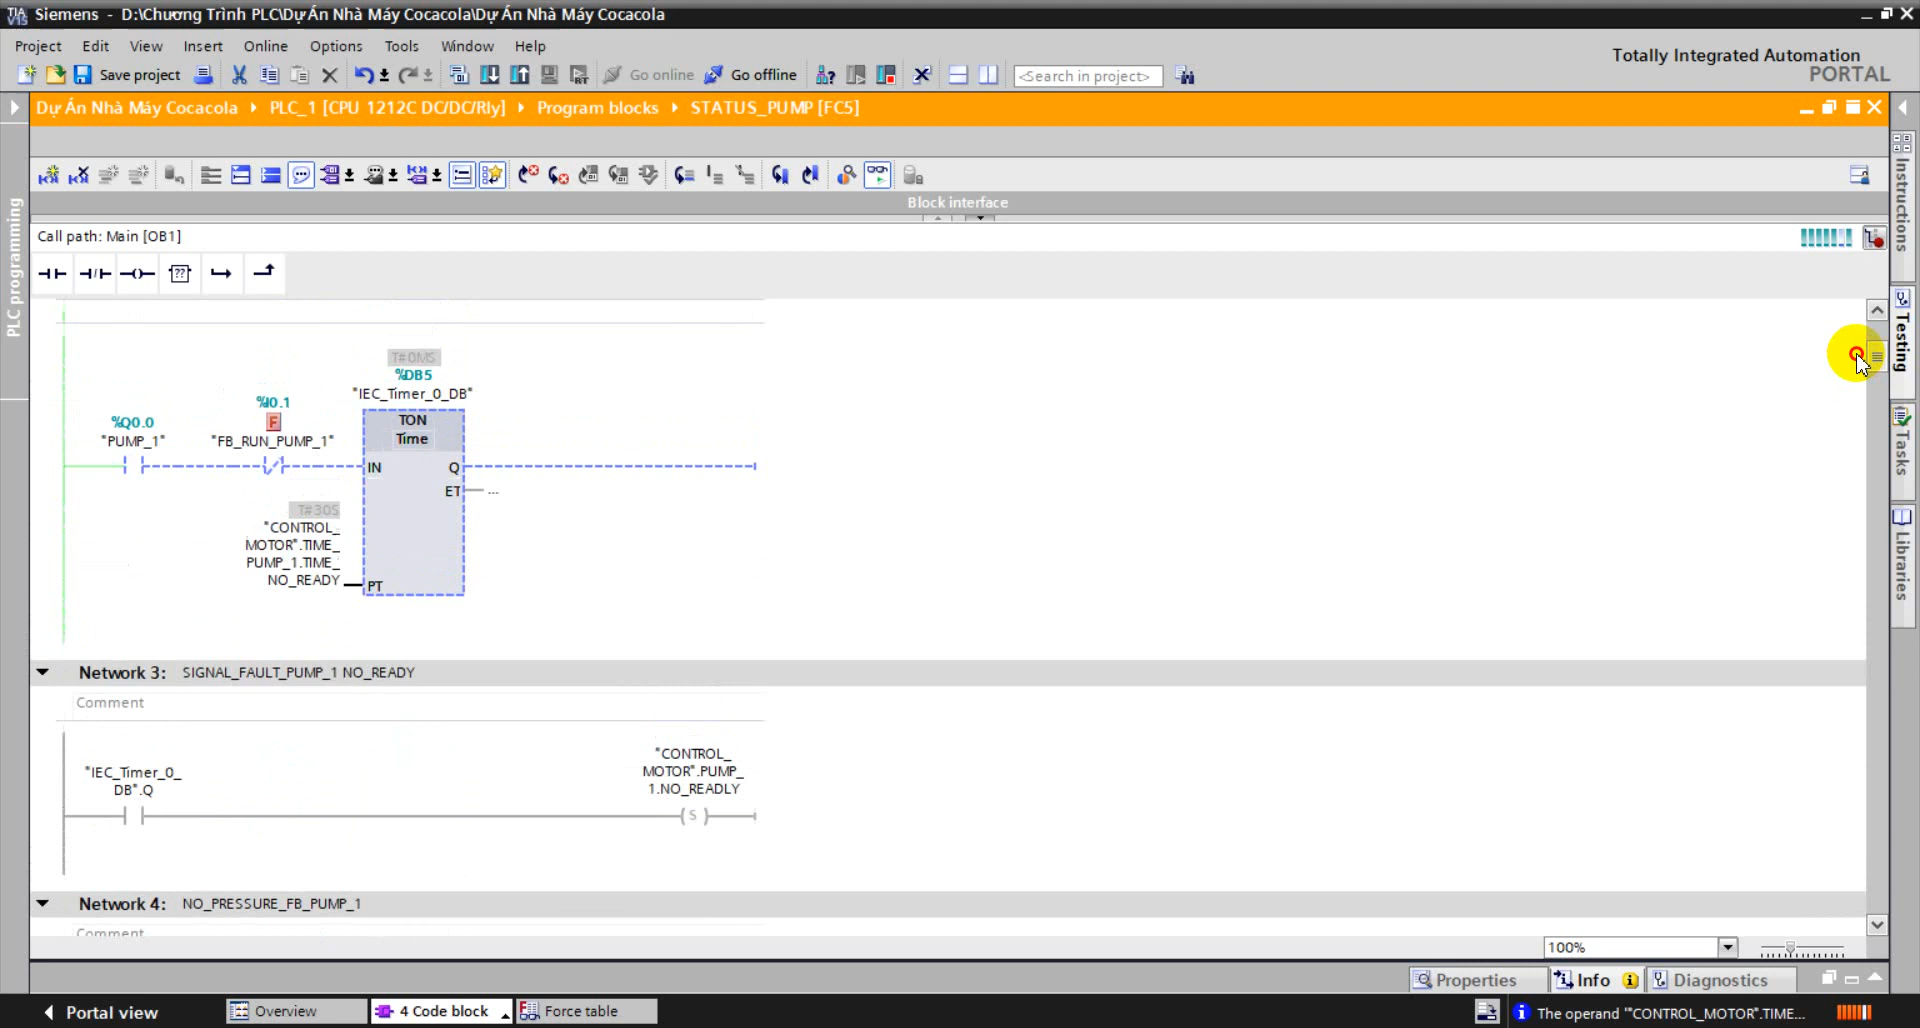 TIA V15
Siemens - D:\Chương Trình PLC\Dự Án Nhà Máy Cocacola\Dự Án Nhà Máy Cocacola
Project Edit View Insert Online Options Tools Window Help
Totally Integrated Automation
PORTAL
Save project Go online Go offline <Search in project>
Dự Án Nhà Máy Cocacola PLC_1 [CPU 1212C DC/DC/Rly] Program blocks STATUS_PUMP [FC5]
Block interface
Call path: Main [OB1]
??
T#0MS
%DB5
"IEC_Timer_0_DB"
%I0.1
F
%Q0.0
"PUMP_1"
"FB_RUN_PUMP_1"
TON
Time
IN Q
ET ...
T#30S
"CONTROL_
MOTOR".TIME_
PUMP_1.TIME_
NO_READY
PT
Network 3: SIGNAL_FAULT_PUMP_1 NO_READY
Comment
"IEC_Timer_0_
DB".Q
"CONTROL_
MOTOR".PUMP_
1.NO_READLY
S
Network 4: NO_PRESSURE_FB_PUMP_1
Comment
100%
Properties Info Diagnostics
Portal view Overview 4 Code block Force table
The operand '"CONTROL_MOTOR".TIME...
PLC programming
Instructions
Testing
Tasks
Libraries